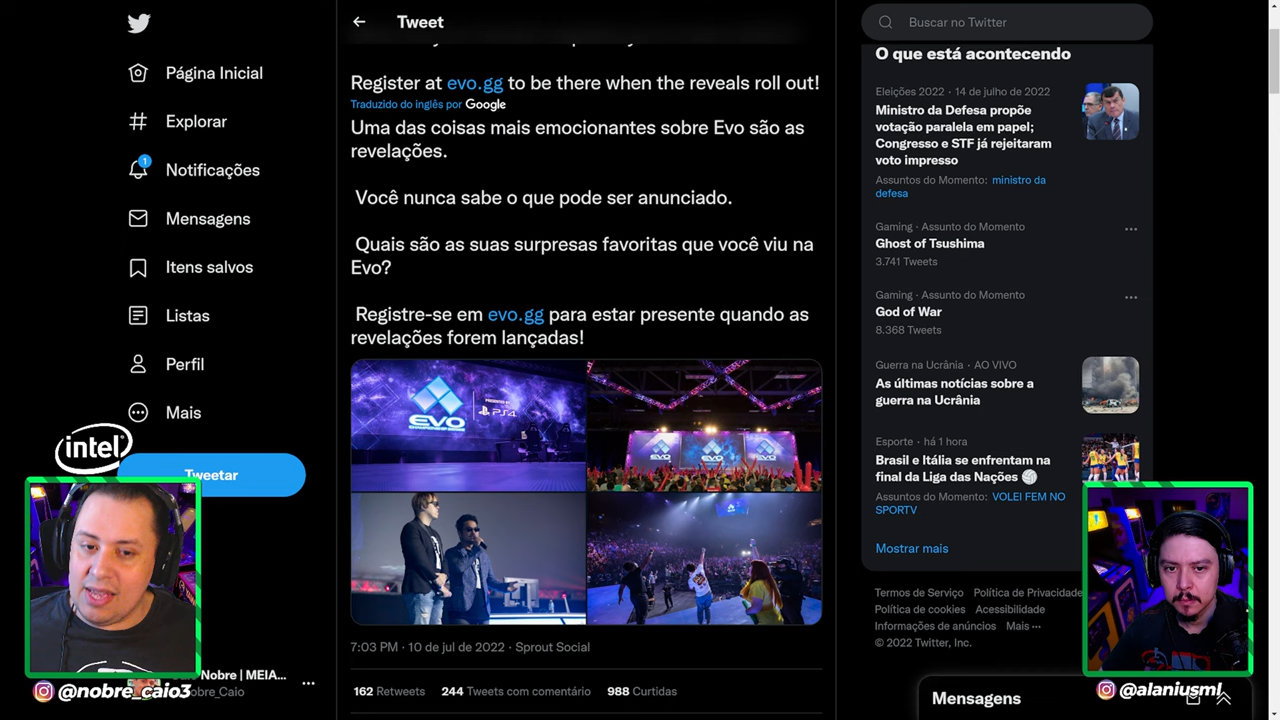 Página Inicial
Explorar
1
Notificações
Mensagens
Itens salvos
Listas
Perfil
Mais
intel
Tweetar
@nobre_caio3
Tweet
Register at evo.gg to be there when the reveals roll out!
Traduzido do inglês por Google
Uma das coisas mais emocionantes sobre Evo são as
revelações.
Você nunca sabe o que pode ser anunciado.
Quais são as suas surpresas favoritas que você viu na
Evo?
Registre-se em evo.gg para estar presente quando as
revelações forem lançadas!
EVO
PRESENTED BY
PS4
EVO
EVO
7:03 PM · 10 de jul de 2022 · Sprout Social
162 Retweets 244 Tweets com comentário 988 Curtidas
Buscar no Twitter
O que está acontecendo
Eleições 2022 · 14 de julho de 2022
Ministro da Defesa propõe
votação paralela em papel;
Congresso e STF já rejeitaram
voto impresso
Assuntos do Momento: ministro da
defesa
Gaming · Assunto do Momento
Ghost of Tsushima
3.741 Tweets
Gaming · Assunto do Momento
God of War
8.368 Tweets
Guerra na Ucrânia · AO VIVO
As últimas notícias sobre a
guerra na Ucrânia
Esporte · há 1 hora
Brasil e Itália se enfrentam na
final da Liga das Nações
Assuntos do Momento: VOLEI FEM NO
SPORTV
Mostrar mais
Termos de Serviço Política de Privacidade
Política de cookies Acessibilidade
Informações de anúncios Mais
© 2022 Twitter, Inc.
@alaniusml
Mensagens